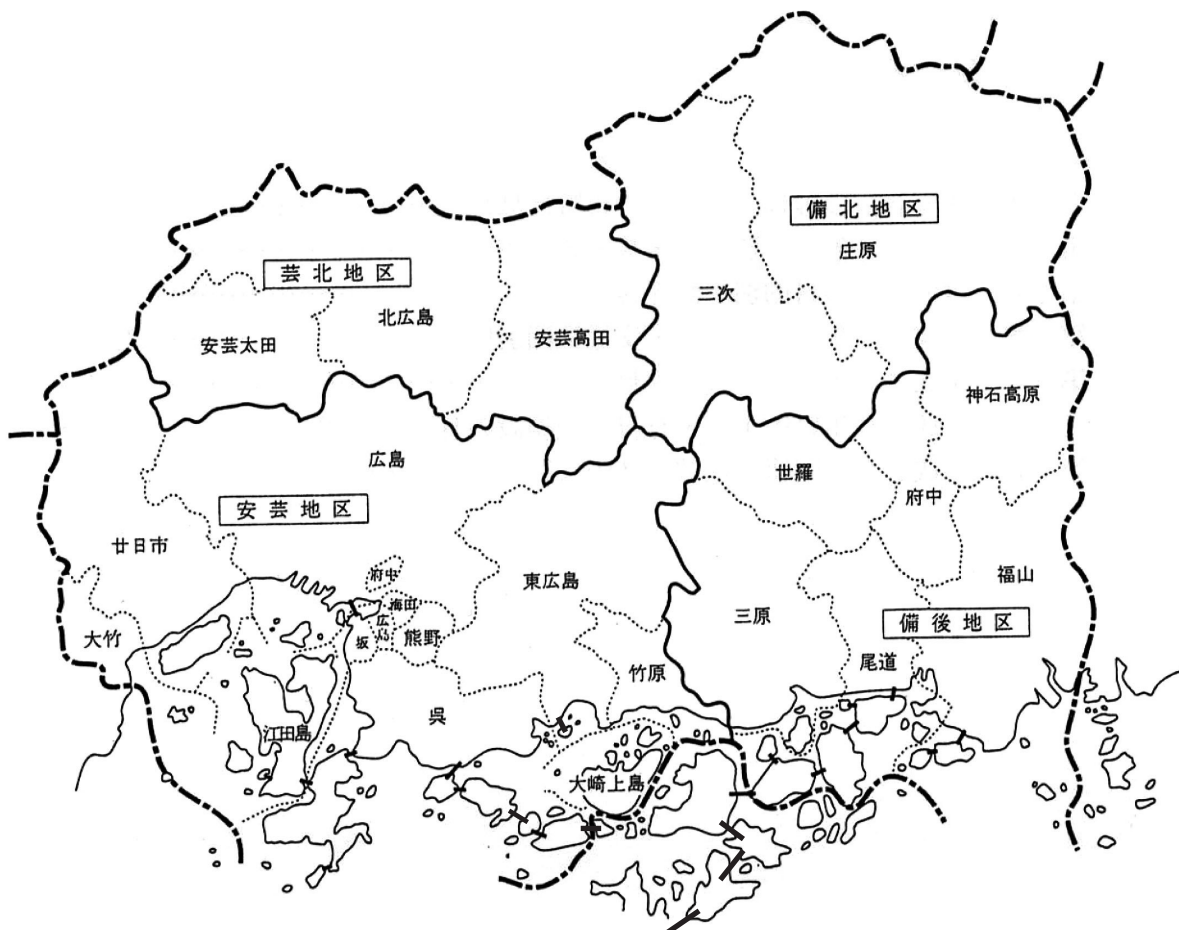 備北地区
庄原
三次
芸北地区
北広島
安芸太田
安芸高田
神石高原
広島
世羅
府中
安芸地区
廿日市
府中
東広島
福山
海田
広島
大竹
坂
熊野
三原
備後地区
竹原
尾道
呉
江田島
大崎上島